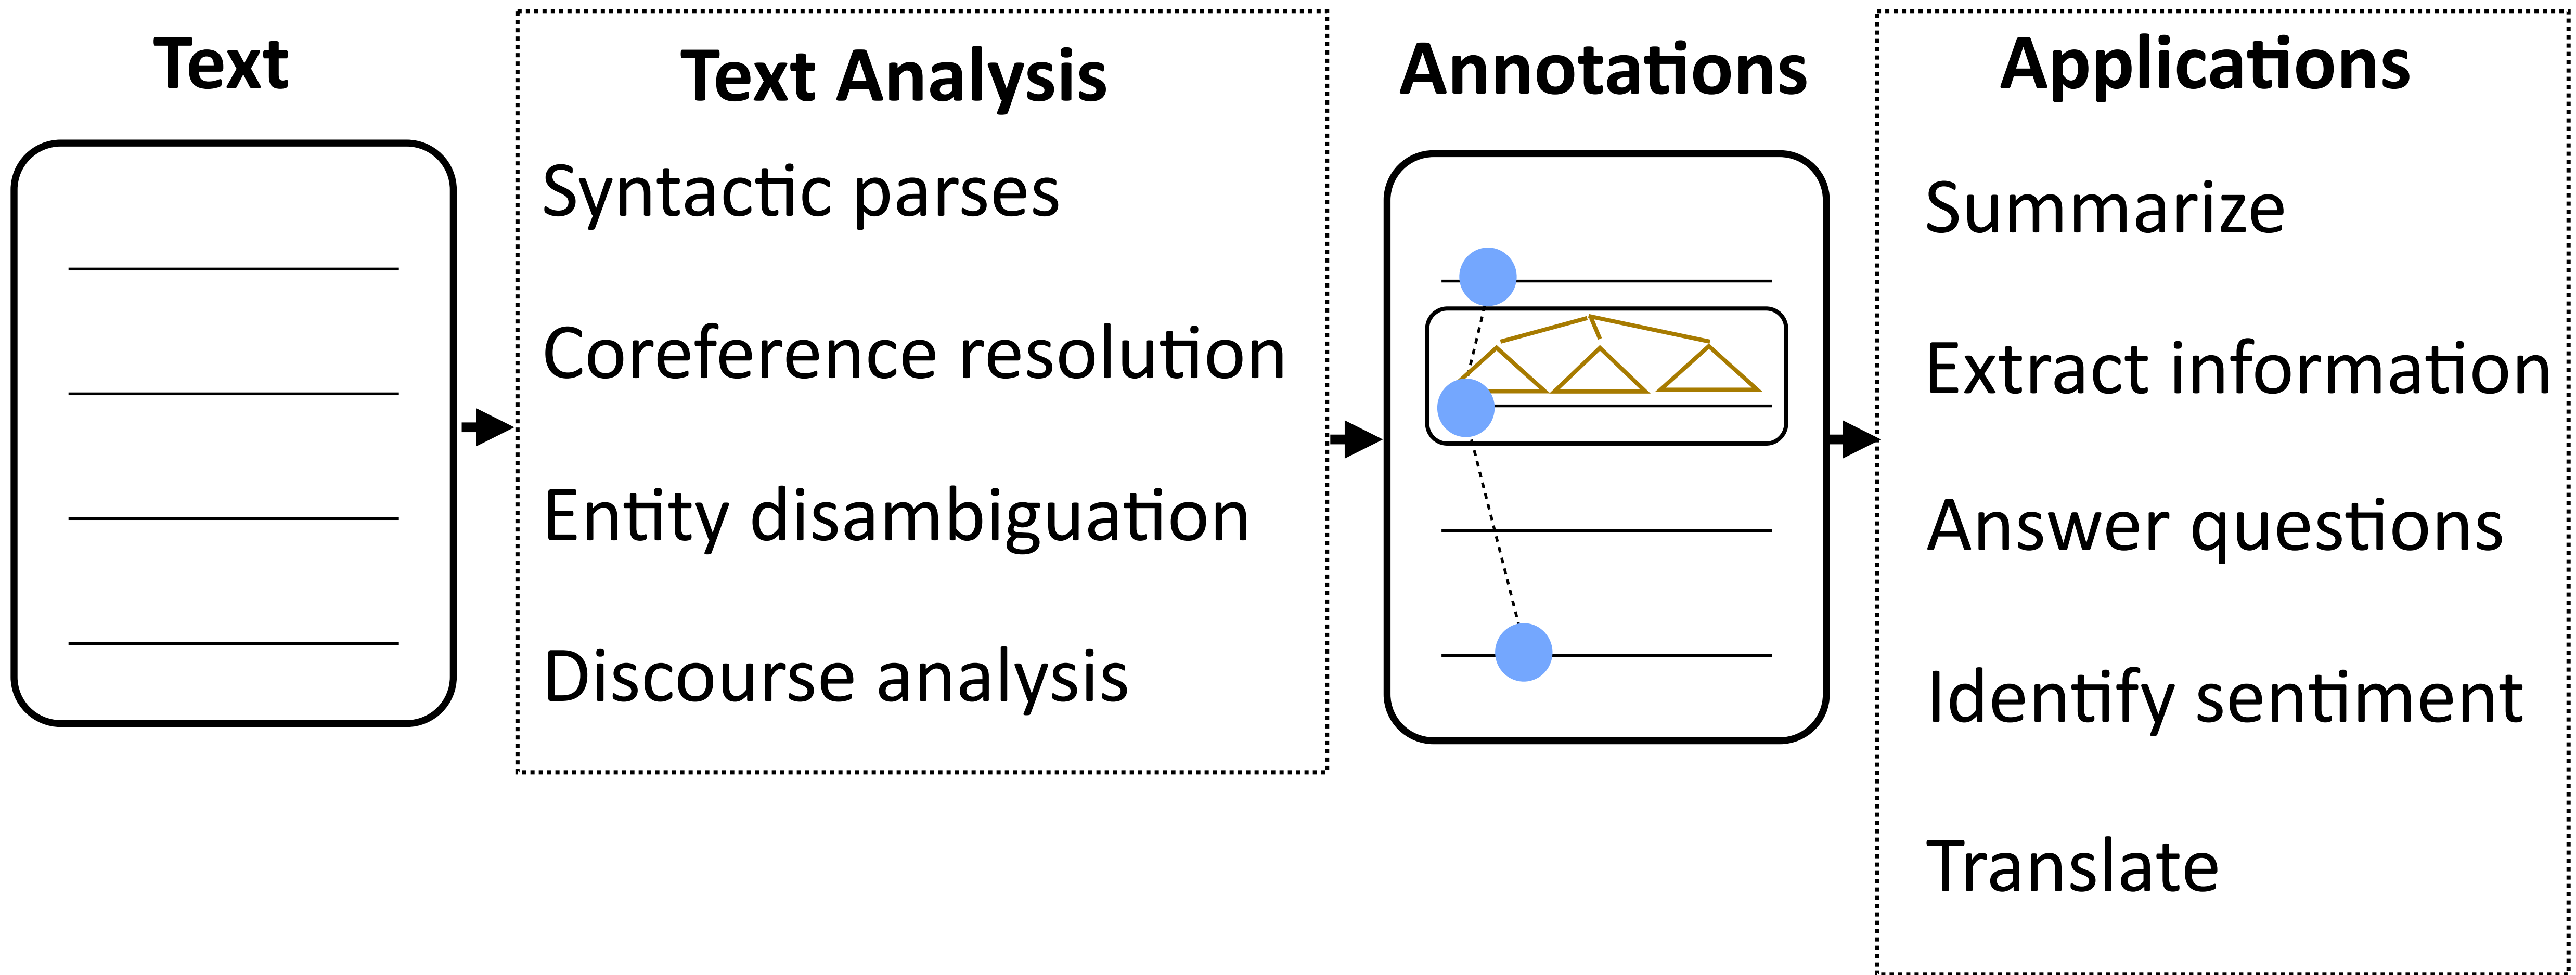 Text
Text Analysis
Syntactic parses
Coreference resolution
Entity disambiguation
Discourse analysis
Annotations
Applications
Summarize
Extract information
Answer questions
Identify sentiment
Translate